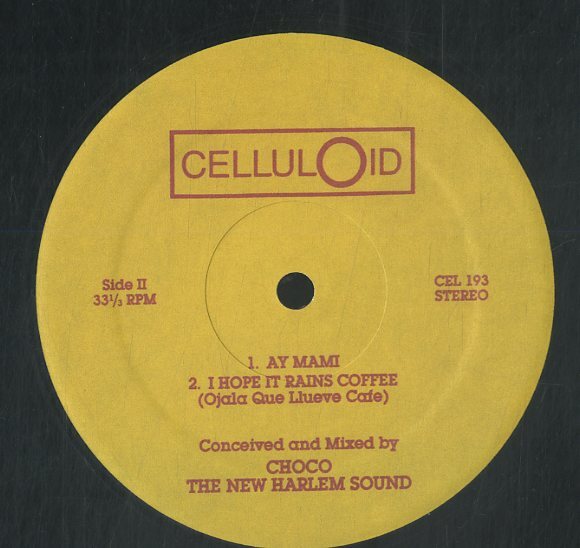 CELLULOID
Side II
33⅓ RPM
CEL 193
STEREO
1. AY MAMI
2. I HOPE IT RAINS COFFEE
(Ojala Que Llueve Cafe)
Conceived and Mixed by
CHOCO
THE NEW HARLEM SOUND